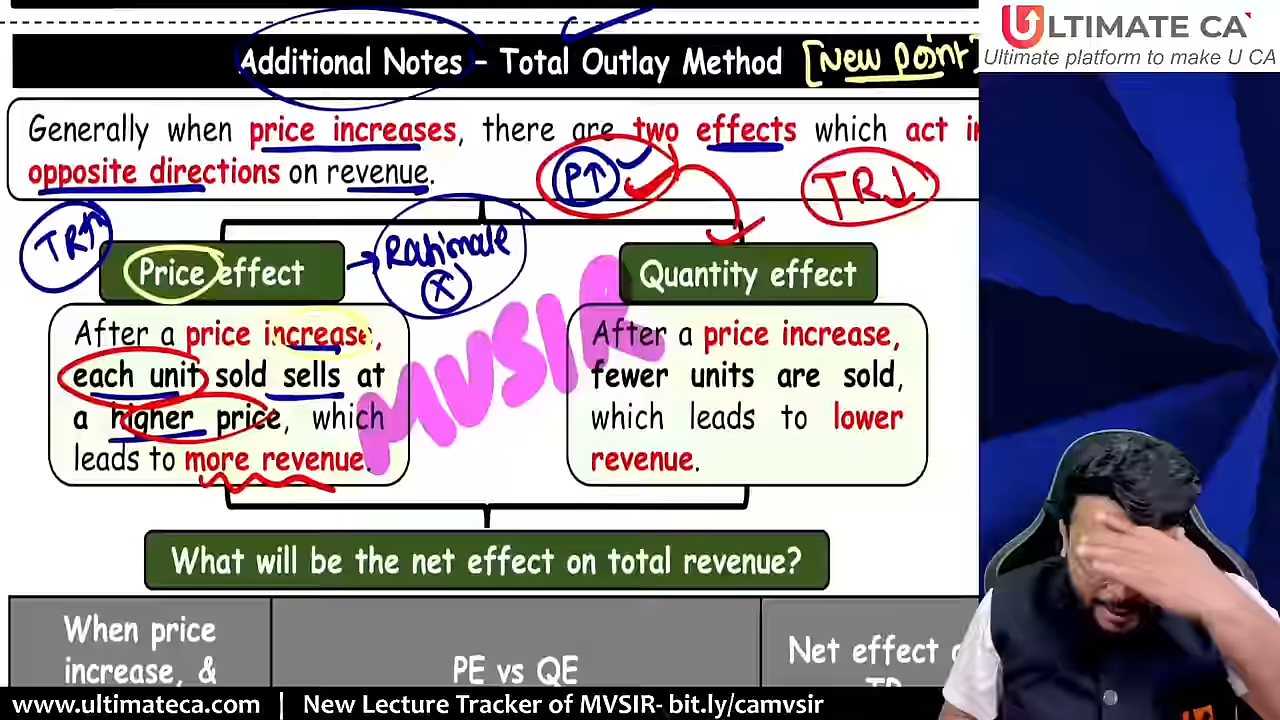 ULTIMATE CA
Ultimate platform to make U CA
Additional Notes - Total Outlay Method [New point]
Generally when price increases, there are two effects which act in
opposite directions on revenue.
P↑
TR↓
TR↑
Price effect
→ Rationale
X
Quantity effect
After a price increase,
each unit sold sells at
a higher price, which
leads to more revenue.
After a price increase,
fewer units are sold,
which leads to lower
revenue.
MVSIR
What will be the net effect on total revenue?
When price
increase, &
PE vs QE
Net effect
www.ultimateca.com | New Lecture Tracker of MVSIR- bit.ly/camvsir